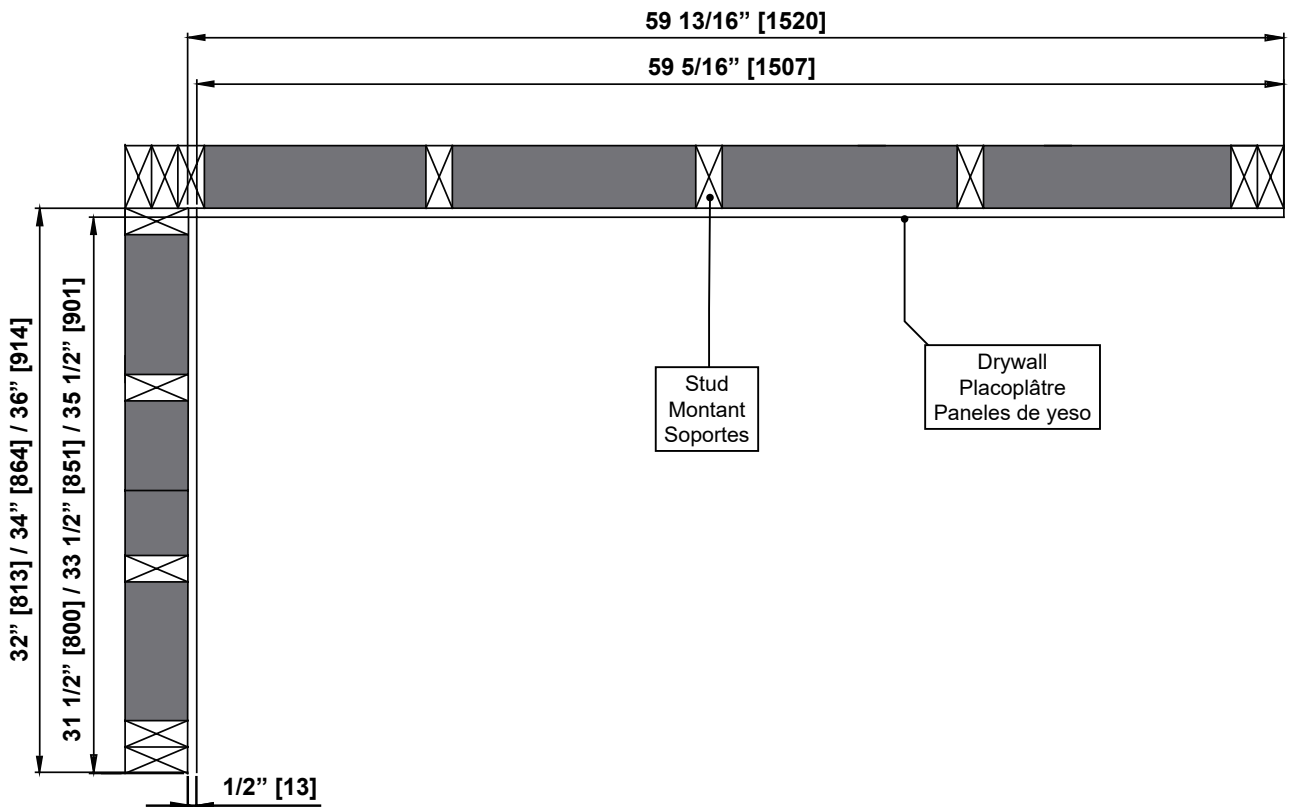 59 13/16” [1520]
59 5/16” [1507]
32” [813] / 34” [864] / 36” [914]
31 1/2” [800] / 33 1/2” [851] / 35 1/2” [901]
Stud
Montant
Soportes
Drywall
Placoplâtre
Paneles de yeso
1/2” [13]